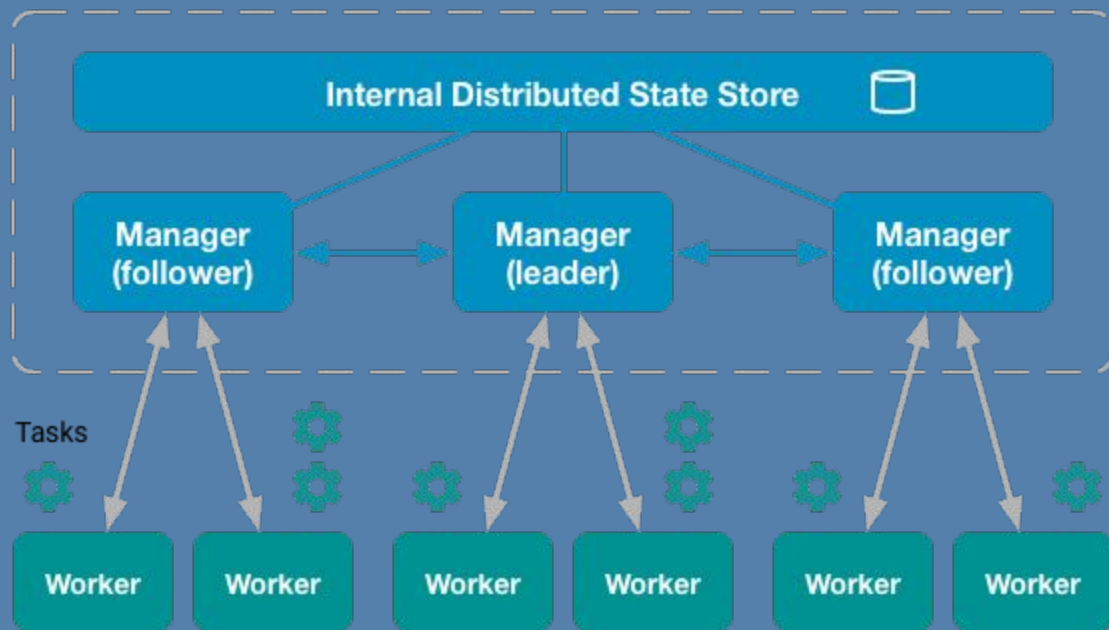 Internal Distributed State Store
Manager
(follower)
Manager
(leader)
Manager
(follower)
Tasks
Worker
Worker
Worker
Worker
Worker
Worker